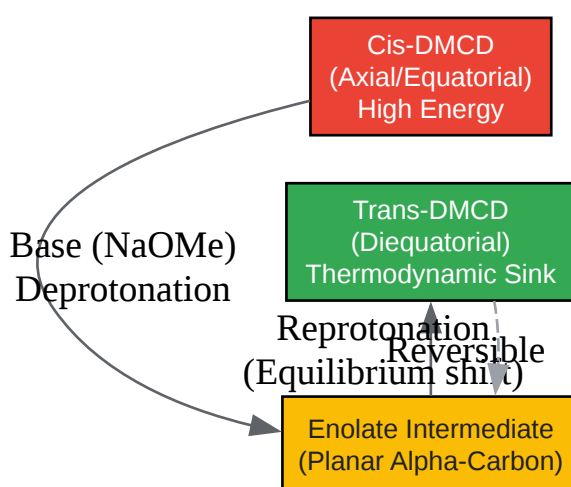 Cis-DMCD
(Axial/Equatorial)
High Energy
Trans-DMCD
(Diequatorial)
Thermodynamic Sink
Base (NaOMe)
Deprotonation
Reprotonation
(Equilibrium shift)
Reversible
Enolate Intermediate
(Planar Alpha-Carbon)